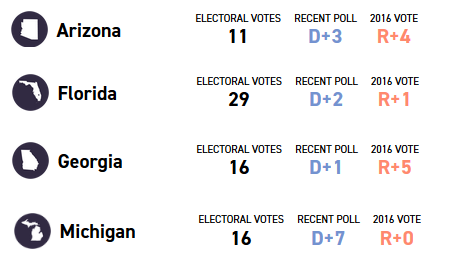 Arizona
ELECTORAL VOTES RECENT POLL 2016 VOTE
11 D+3 R+4
Florida
ELECTORAL VOTES RECENT POLL 2016 VOTE
29 D+2 R+1
Georgia
ELECTORAL VOTES RECENT POLL 2016 VOTE
16 D+1 R+5
Michigan
ELECTORAL VOTES RECENT POLL 2016 VOTE
16 D+7 R+0